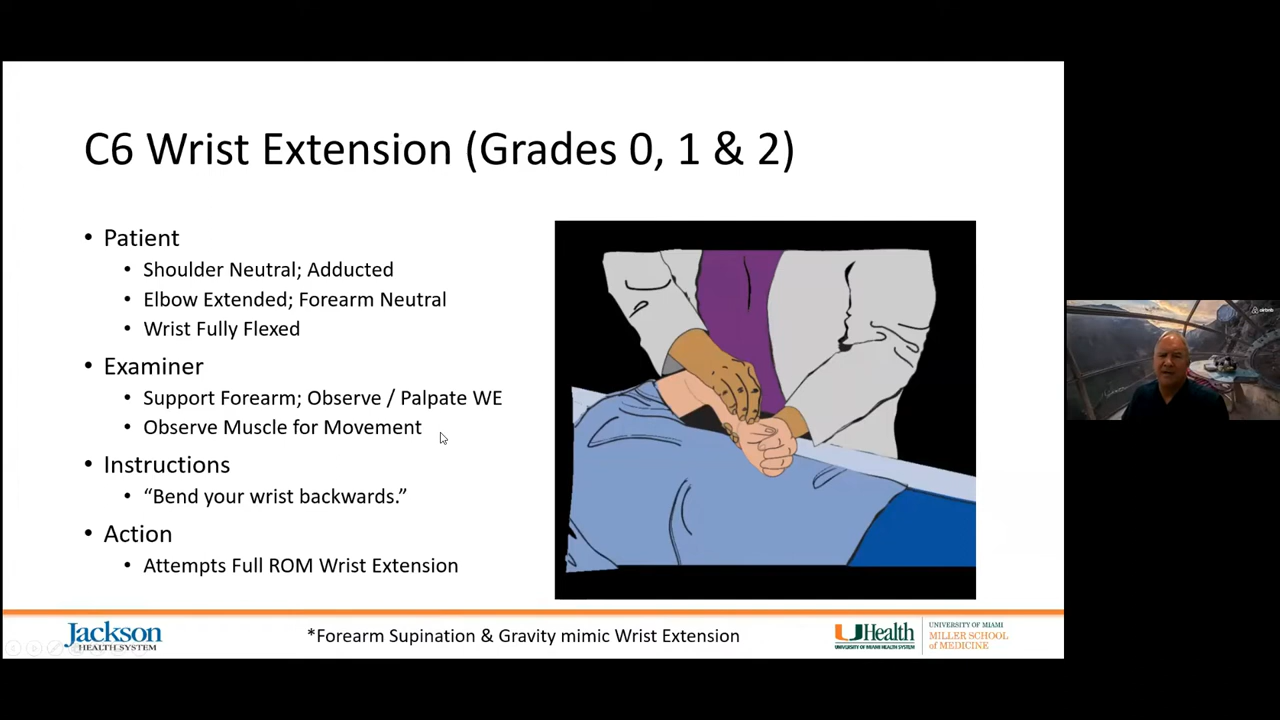 C6 Wrist Extension (Grades 0, 1 & 2)
• Patient
• Shoulder Neutral; Adducted
• Elbow Extended; Forearm Neutral
• Wrist Fully Flexed
• Examiner
• Support Forearm; Observe / Palpate WE
• Observe Muscle for Movement
• Instructions
• “Bend your wrist backwards.”
• Action
• Attempts Full ROM Wrist Extension
airbnb
Jackson
HEALTH SYSTEM
*Forearm Supination & Gravity mimic Wrist Extension
UHealth
UNIVERSITY OF MIAMI HEALTH SYSTEM
UNIVERSITY OF MIAMI
MILLER SCHOOL
of MEDICINE